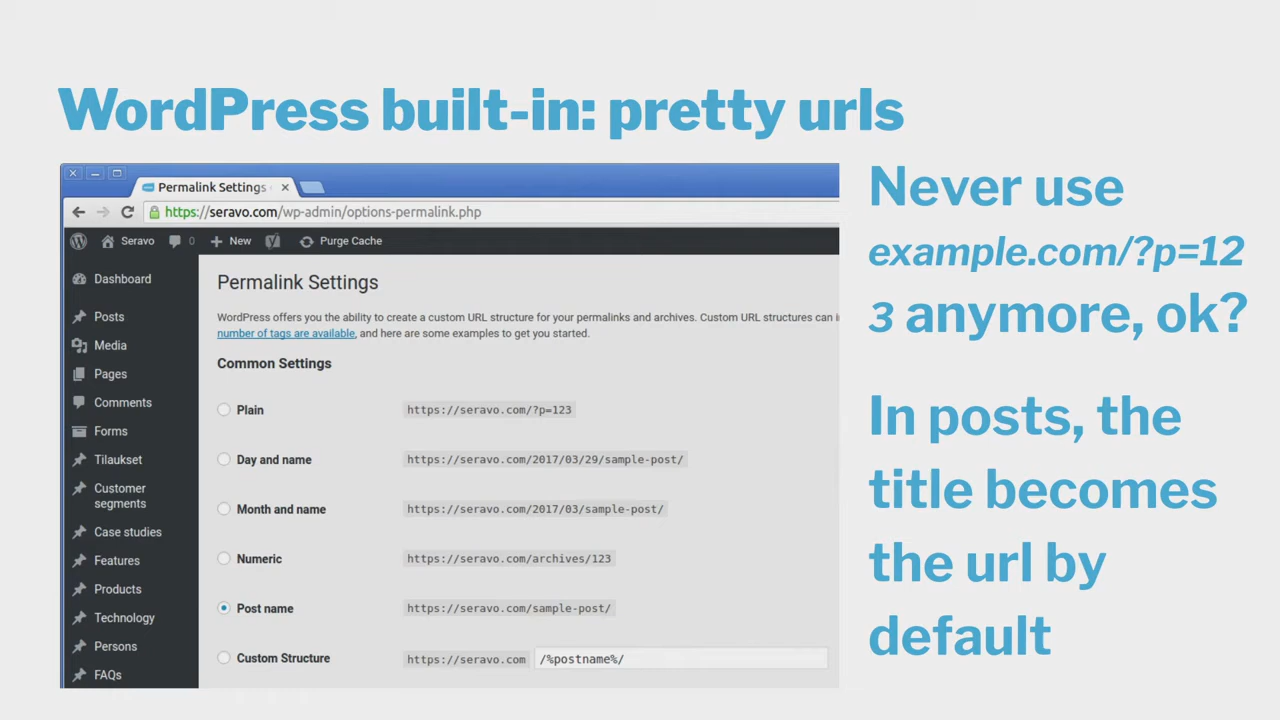 WordPress built-in: pretty urls
Permalink Settings
https://seravo.com/wp-admin/options-permalink.php
Seravo 0 New Purge Cache
Dashboard
Posts
Media
Pages
Comments
Forms
Tilaukset
Customer
segments
Case studies
Features
Products
Technology
Persons
FAQs
Permalink Settings
WordPress offers you the ability to create a custom URL structure for your permalinks and archives. Custom URL structures can i
number of tags are available, and here are some examples to get you started.
Common Settings
Plain https://seravo.com/?p=123
Day and name https://seravo.com/2017/03/29/sample-post/
Month and name https://seravo.com/2017/03/sample-post/
Numeric https://seravo.com/archives/123
Post name https://seravo.com/sample-post/
Custom Structure https://seravo.com /%postname%/
Never use
example.com/?p=12
3 anymore, ok?
In posts, the
title becomes
the url by
default